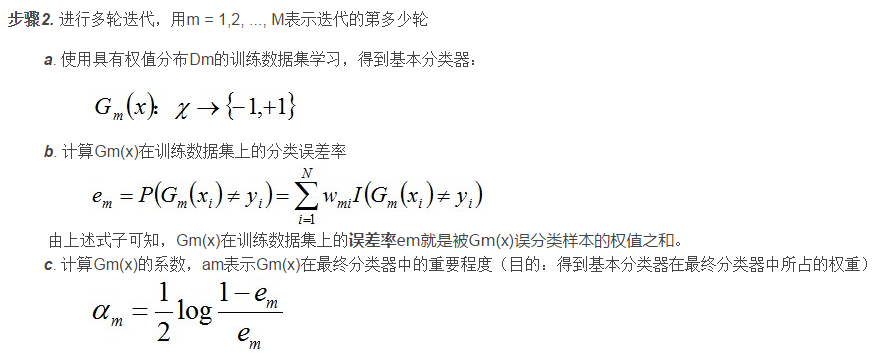 步骤2. 进行多轮迭代，用m = 1,2, ..., M表示迭代的第多少轮
a. 使用具有权值分布Dm的训练数据集学习，得到基本分类器：
G_m(x)： χ → {−1,+1}
b. 计算Gm(x)在训练数据集上的分类误差率
e_m = P(G_m(x_i) ≠ y_i) = ∑_{i=1}^{N} w_{mi} I(G_m(x_i) ≠ y_i)
由上述式子可知，Gm(x)在训练数据集上的误差率em就是被Gm(x)误分类样本的权值之和。
c. 计算Gm(x)的系数，am表示Gm(x)在最终分类器中的重要程度（目的：得到基本分类器在最终分类器中所占的权重）
α_m = \frac{1}{2} log \frac{1 − e_m}{e_m}